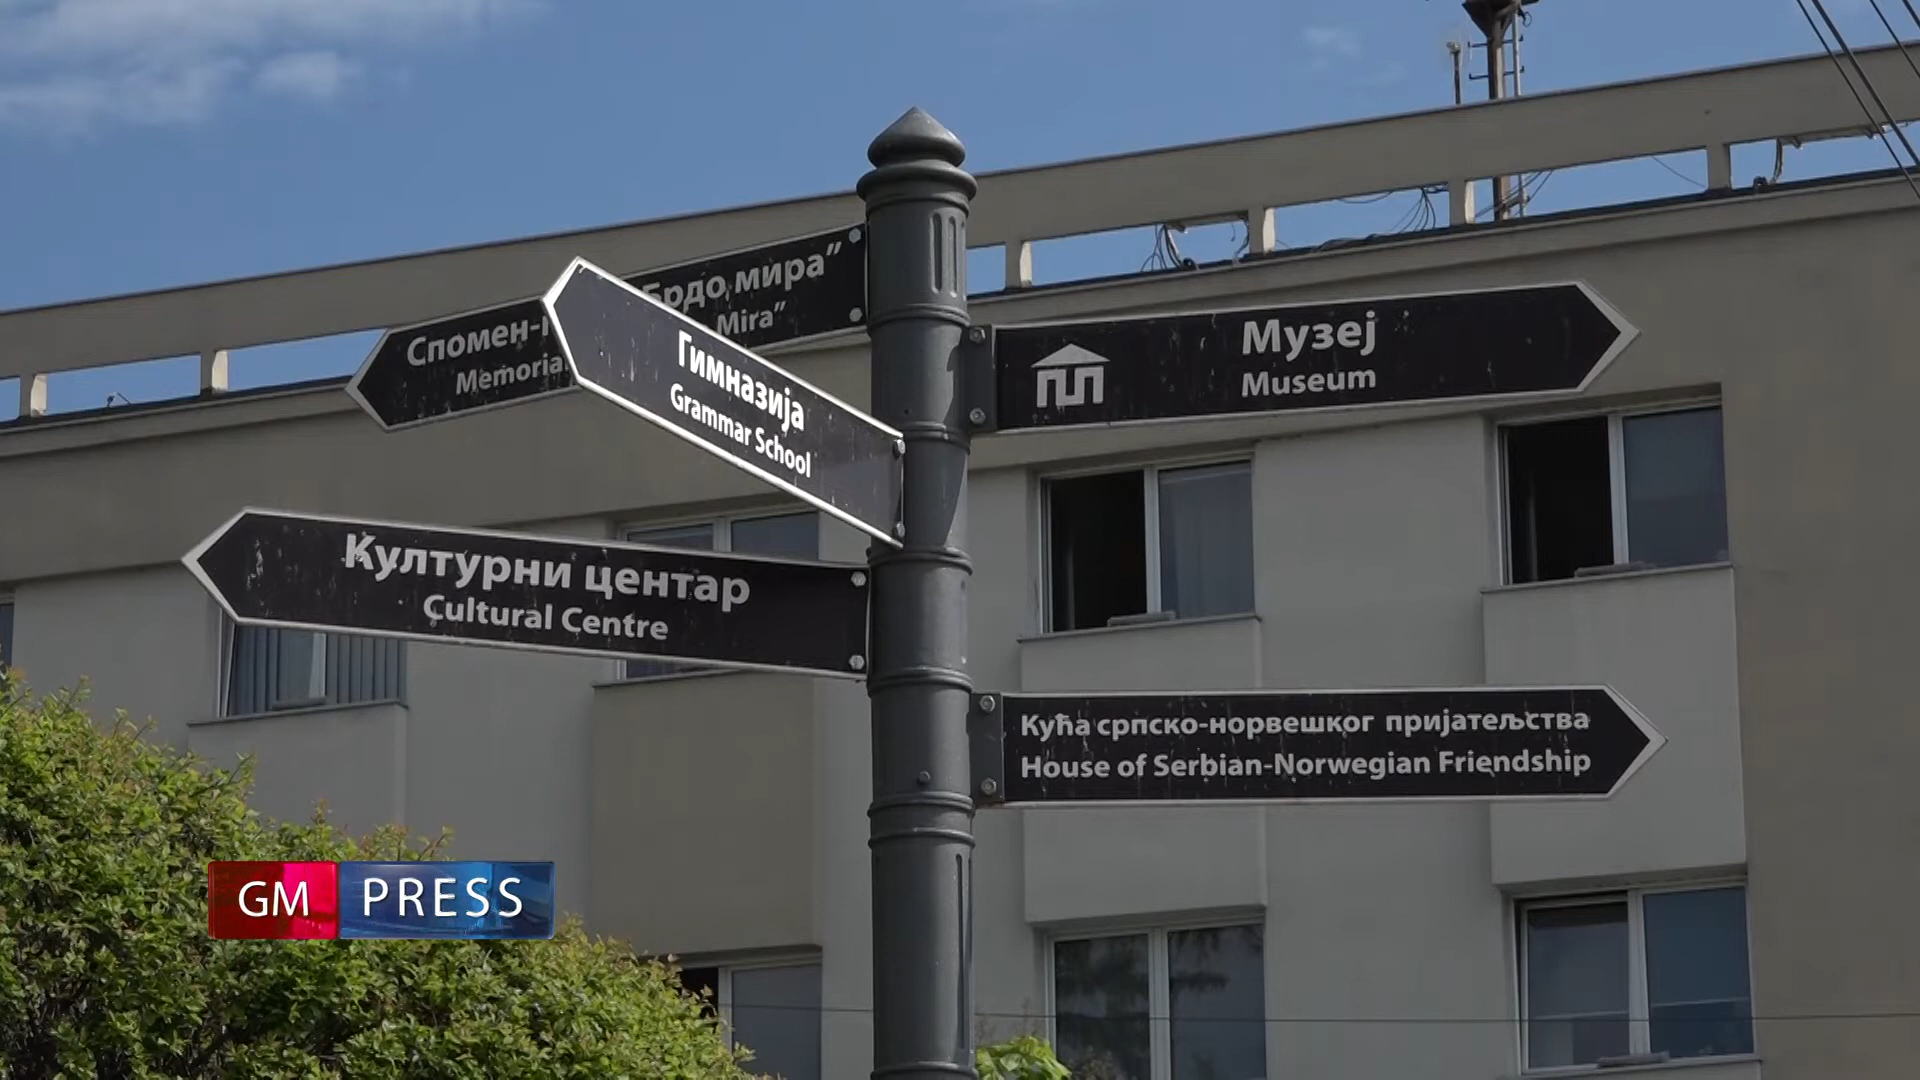 Спомен-
Брдо мира”
Mira”
Гимназија
Grammar School
Музеј
Museum
Културни центар
Cultural Centre
Кућа српско-норвешког пријатељства
House of Serbian-Norwegian Friendship
GM PRESS